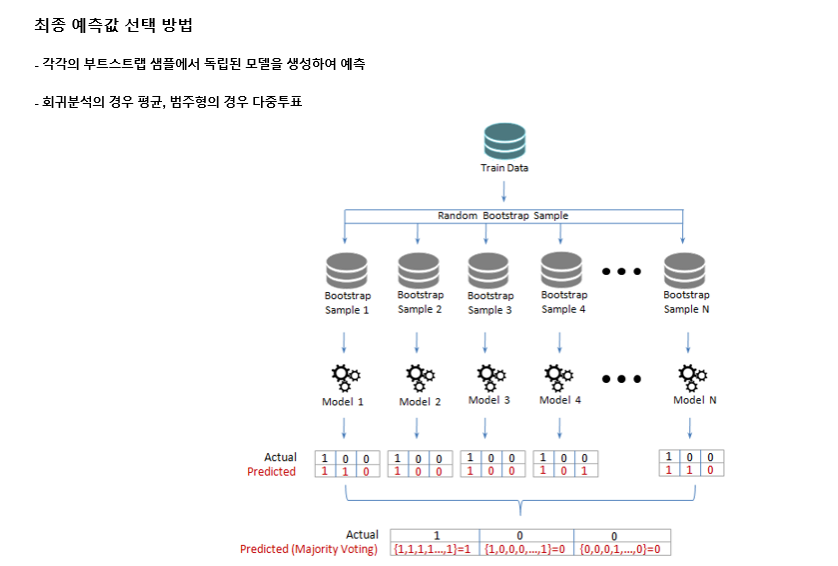 최종 예측값 선택 방법
- 각각의 부트스트랩 샘플에서 독립된 모델을 생성하여 예측
- 회귀분석의 경우 평균, 범주형의 경우 다중투표
Train Data
Random Bootstrap Sample
Bootstrap Sample 1
Bootstrap Sample 2
Bootstrap Sample 3
Bootstrap Sample 4
Bootstrap Sample N
Model 1
Model 2
Model 3
Model 4
Model N
Actual 1 0 0 1 0 0 1 0 0 1 0 0 1 0 0
Predicted 1 1 0 1 0 0 1 0 0 1 0 1 1 1 0
Actual 1 0 0
Predicted (Majority Voting) {1,1,1,1...,1}=1 {1,0,0,0,...,1}=0 {0,0,0,1,...,0}=0